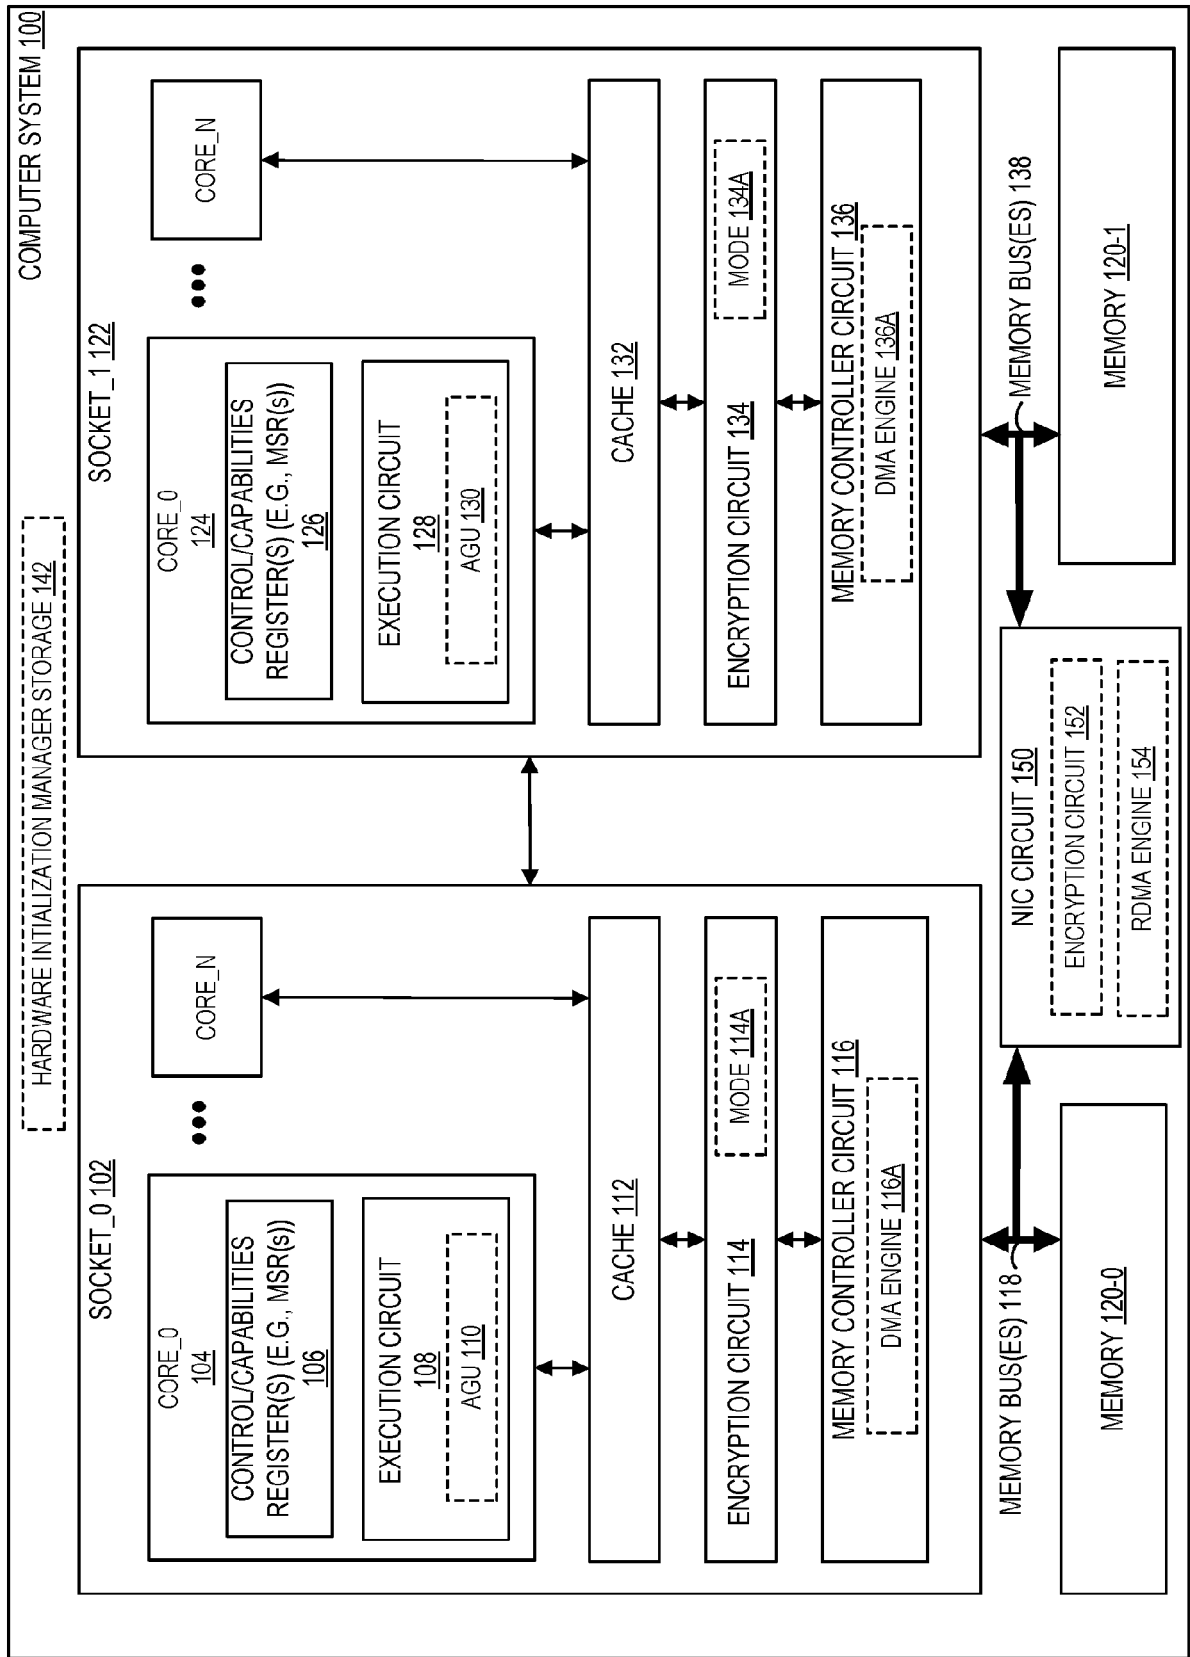 COMPUTER SYSTEM 100
HARDWARE INTIALIZATION MANAGER STORAGE 142
SOCKET_0 102
CORE_0
104
CONTROL/CAPABILITIES
REGISTER(S) (E.G., MSR(s))
106
EXECUTION CIRCUIT
108
AGU 110
CORE_N
CACHE 112
ENCRYPTION CIRCUIT 114
MODE 114A
MEMORY CONTROLLER CIRCUIT 116
DMA ENGINE 116A
SOCKET_1 122
CORE_0
124
CONTROL/CAPABILITIES
REGISTER(S) (E.G., MSR(s))
126
EXECUTION CIRCUIT
128
AGU 130
CORE_N
CACHE 132
ENCRYPTION CIRCUIT 134
MODE 134A
MEMORY CONTROLLER CIRCUIT 136
DMA ENGINE 136A
MEMORY BUS(ES) 118
MEMORY BUS(ES) 138
NIC CIRCUIT 150
ENCRYPTION CIRCUIT 152
RDMA ENGINE 154
MEMORY 120-0
MEMORY 120-1